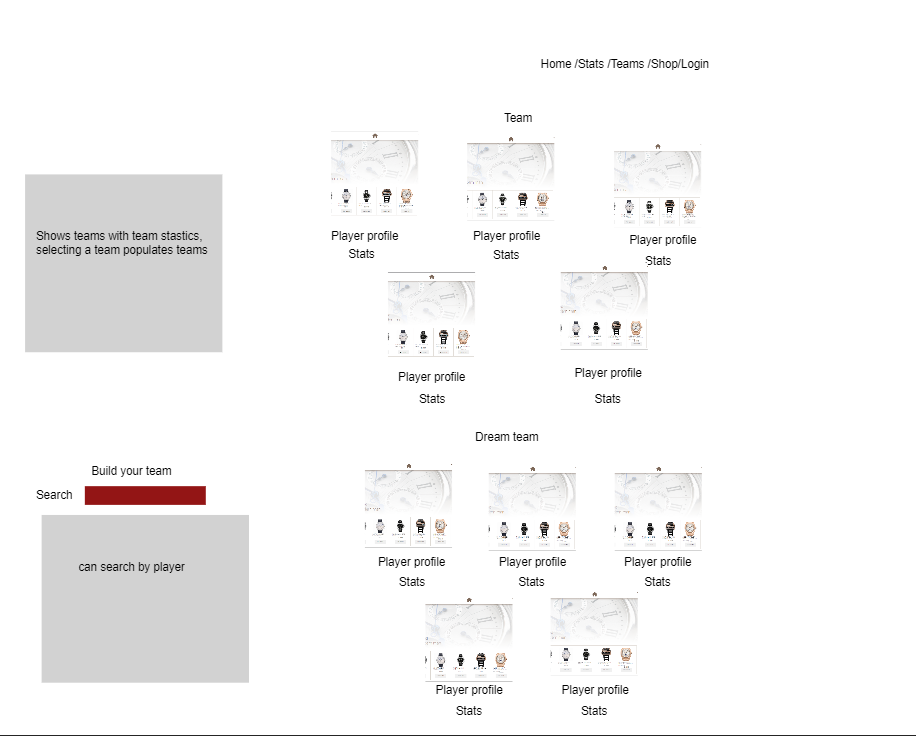 Home /Stats /Teams /Shop/Login
Team
Shows teams with team stastics,
selecting a team populates teams
Player profile
Stats
Player profile
Stats
Player profile
Stats
Player profile
Stats
Player profile
Stats
Dream team
Build your team
Search
can search by player
Player profile
Stats
Player profile
Stats
Player profile
Stats
Player profile
Stats
Player profile
Stats